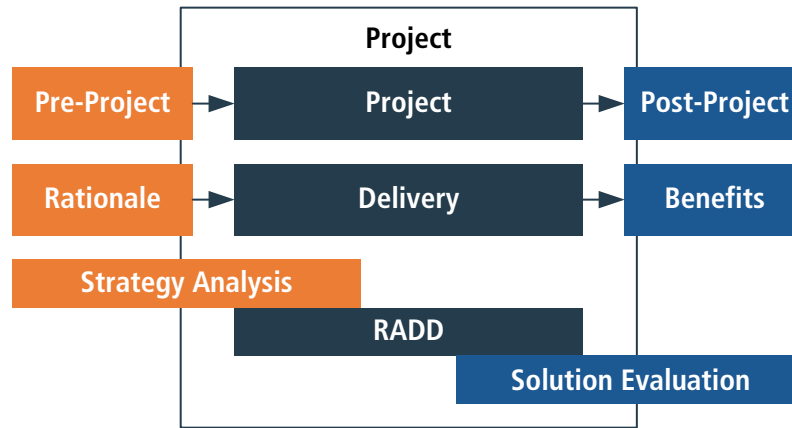 Project
Pre-Project
Project
Post-Project
Rationale
Delivery
Benefits
Strategy Analysis
RADD
Solution Evaluation